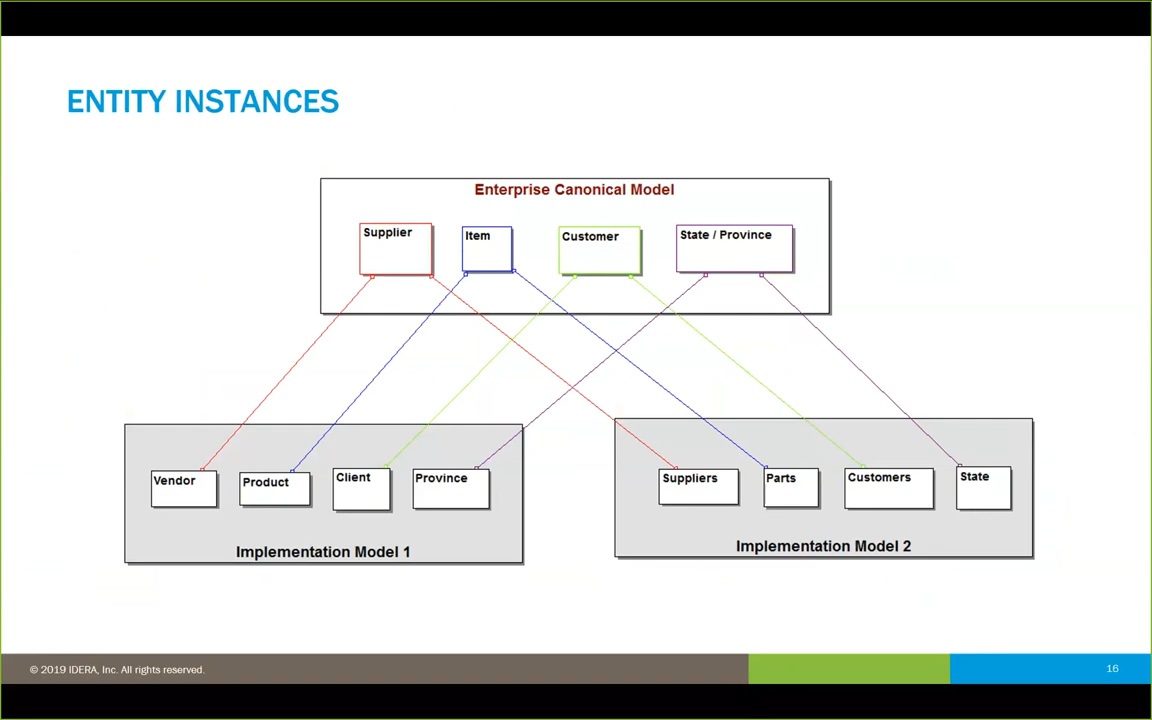 ENTITY INSTANCES
Enterprise Canonical Model
Supplier
Item
Customer
State / Province
Vendor
Product
Client
Province
Implementation Model 1
Suppliers
Parts
Customers
State
Implementation Model 2
© 2019 IDERA, Inc. All rights reserved.
16